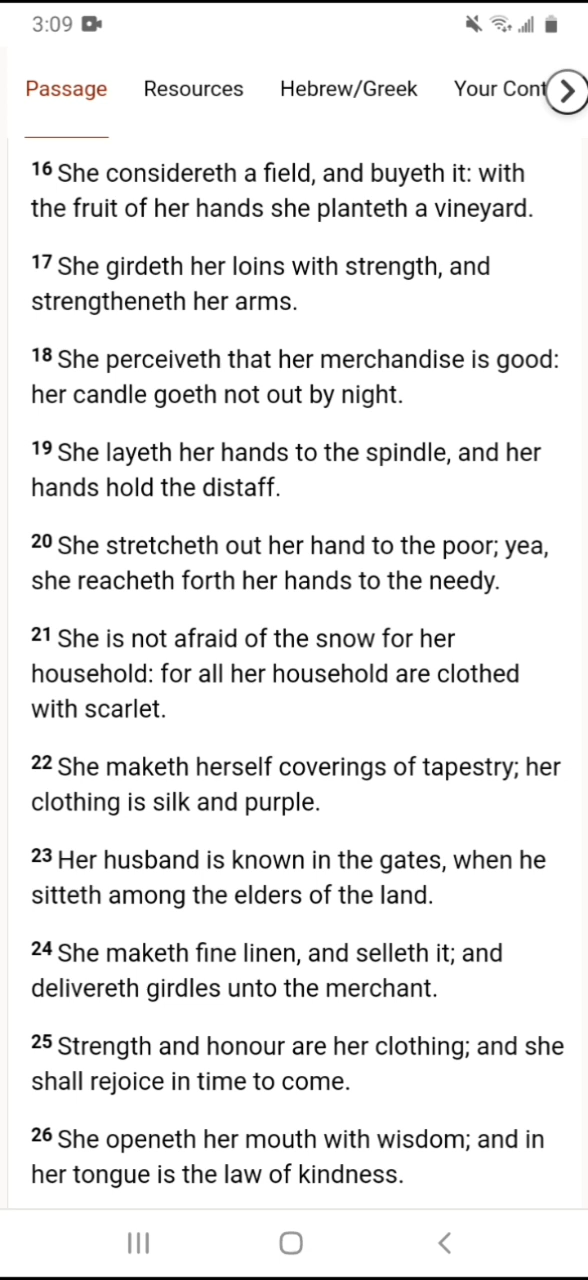 3:09
Passage Resources Hebrew/Greek Your Cont
16 She considereth a field, and buyeth it: with
the fruit of her hands she planteth a vineyard.
17 She girdeth her loins with strength, and
strengtheneth her arms.
18 She perceiveth that her merchandise is good:
her candle goeth not out by night.
19 She layeth her hands to the spindle, and her
hands hold the distaff.
20 She stretcheth out her hand to the poor; yea,
she reacheth forth her hands to the needy.
21 She is not afraid of the snow for her
household: for all her household are clothed
with scarlet.
22 She maketh herself coverings of tapestry; her
clothing is silk and purple.
23 Her husband is known in the gates, when he
sitteth among the elders of the land.
24 She maketh fine linen, and selleth it; and
delivereth girdles unto the merchant.
25 Strength and honour are her clothing; and she
shall rejoice in time to come.
26 She openeth her mouth with wisdom; and in
her tongue is the law of kindness.